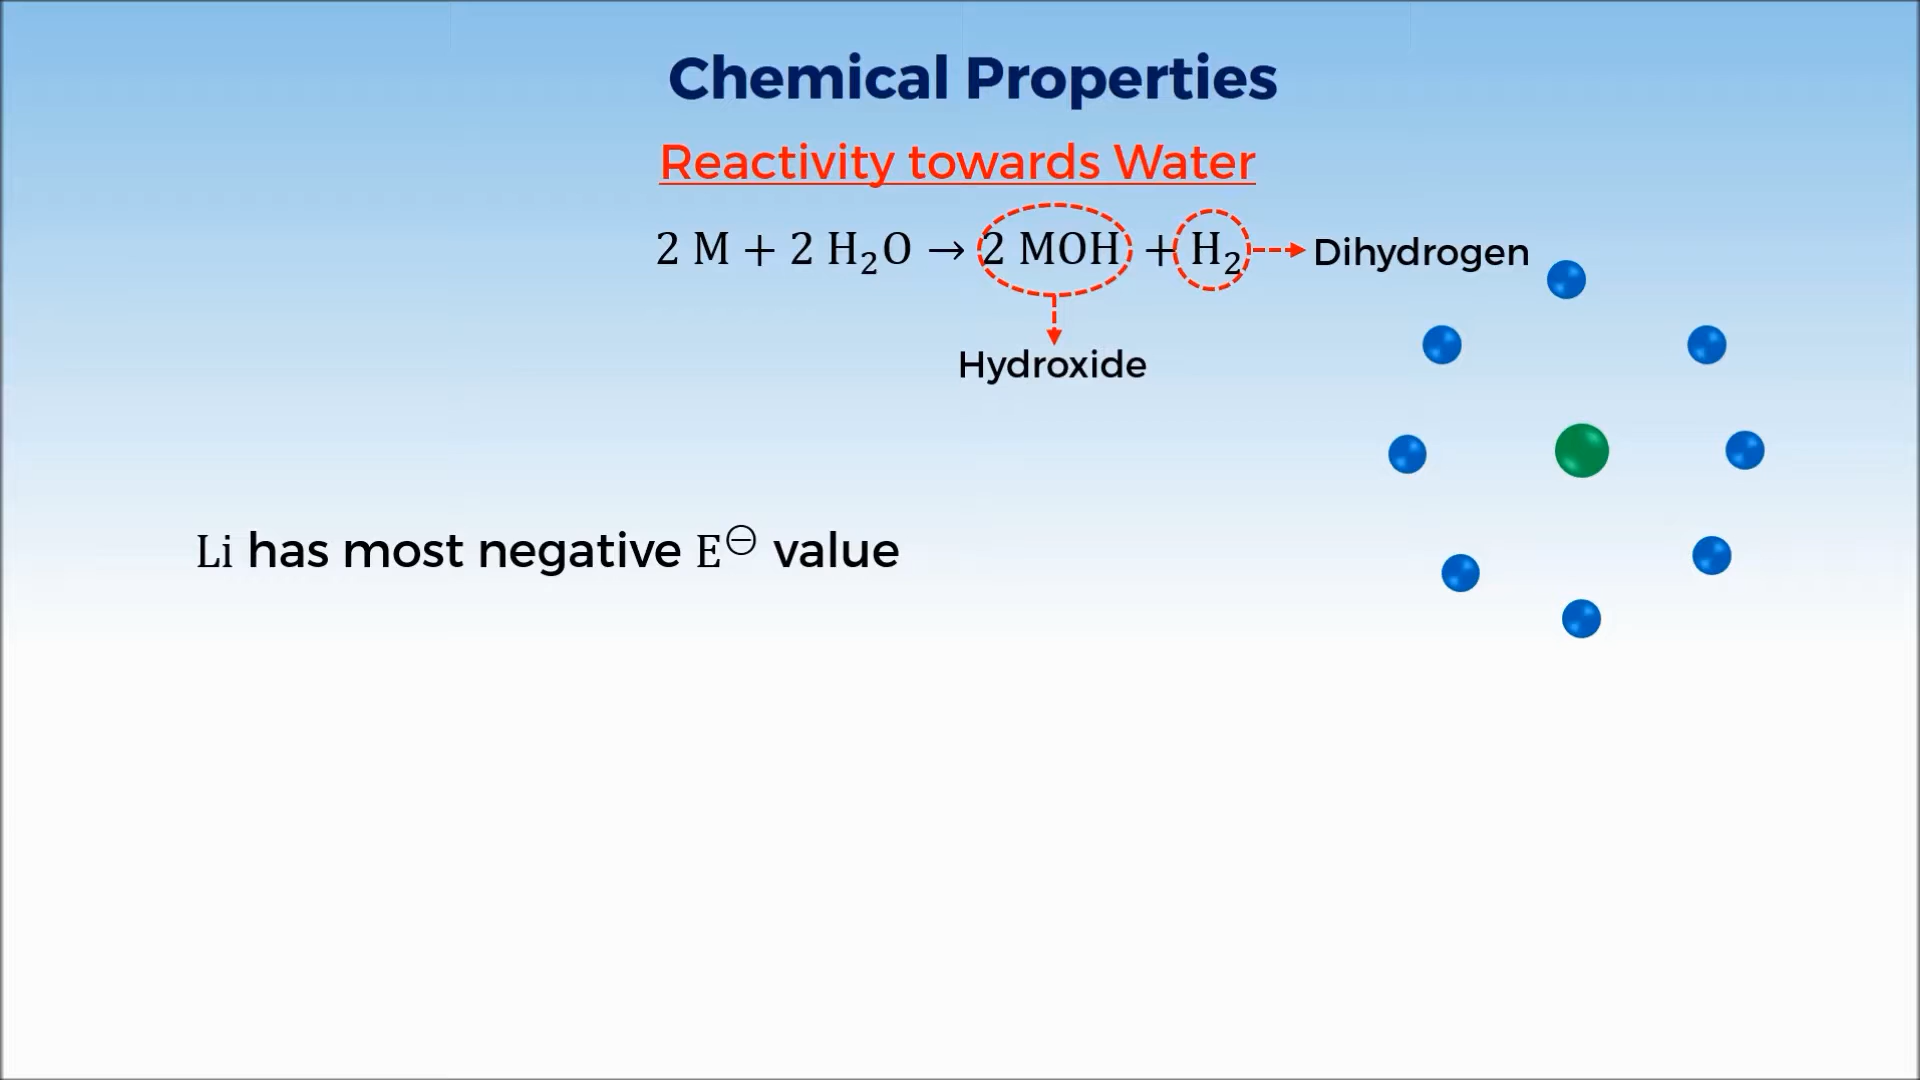 Chemical Properties
Reactivity towards Water
2 M + 2 H₂O → 2 MOH + H₂ Dihydrogen
Hydroxide
Li has most negative E⊖ value